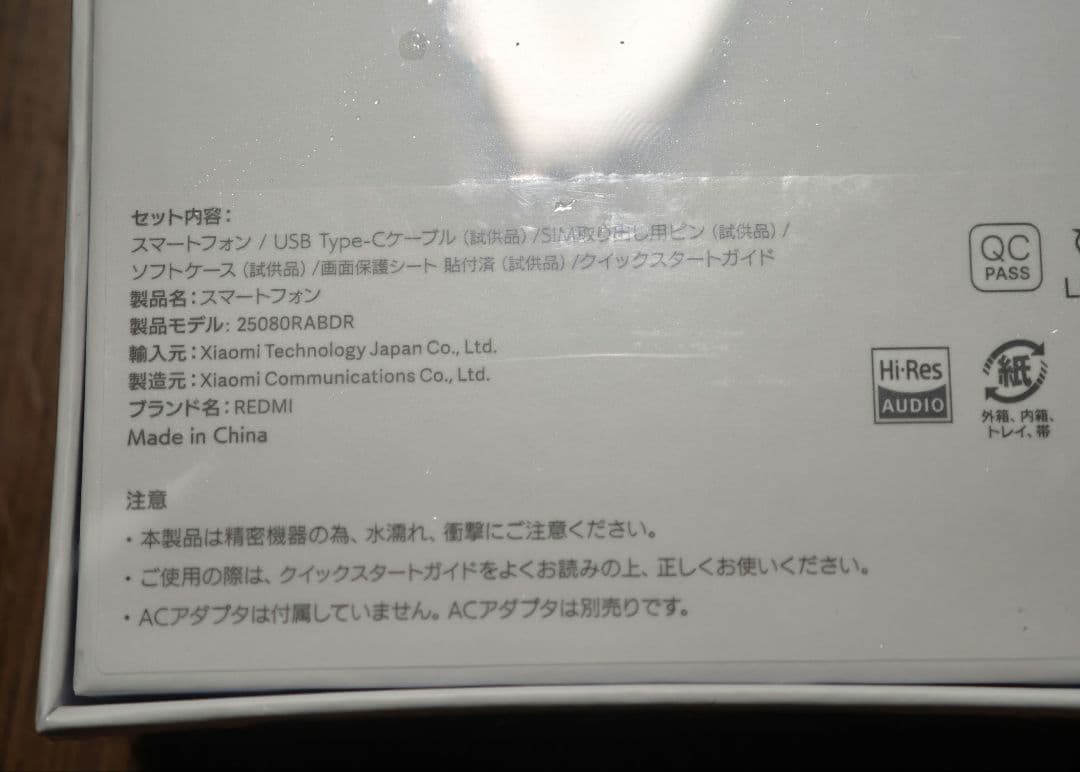 セット内容：
スマートフォン / USB Type-Cケーブル（試供品）/SIM取り出し用ピン（試供品）/
ソフトケース（試供品）/画面保護シート 貼付済（試供品）/クイックスタートガイド
製品名：スマートフォン
製品モデル: 25080RABDR
輸入元：Xiaomi Technology Japan Co., Ltd.
製造元：Xiaomi Communications Co., Ltd.
ブランド名：REDMI
Made in China
QC
PASS
Hi-Res
AUDIO
紙
外箱、内箱、
トレイ、帯
注意
・本製品は精密機器の為、水濡れ、衝撃にご注意ください。
・ご使用の際は、クイックスタートガイドをよくお読みの上、正しくお使いください。
・ACアダプタは付属していません。ACアダプタは別売りです。